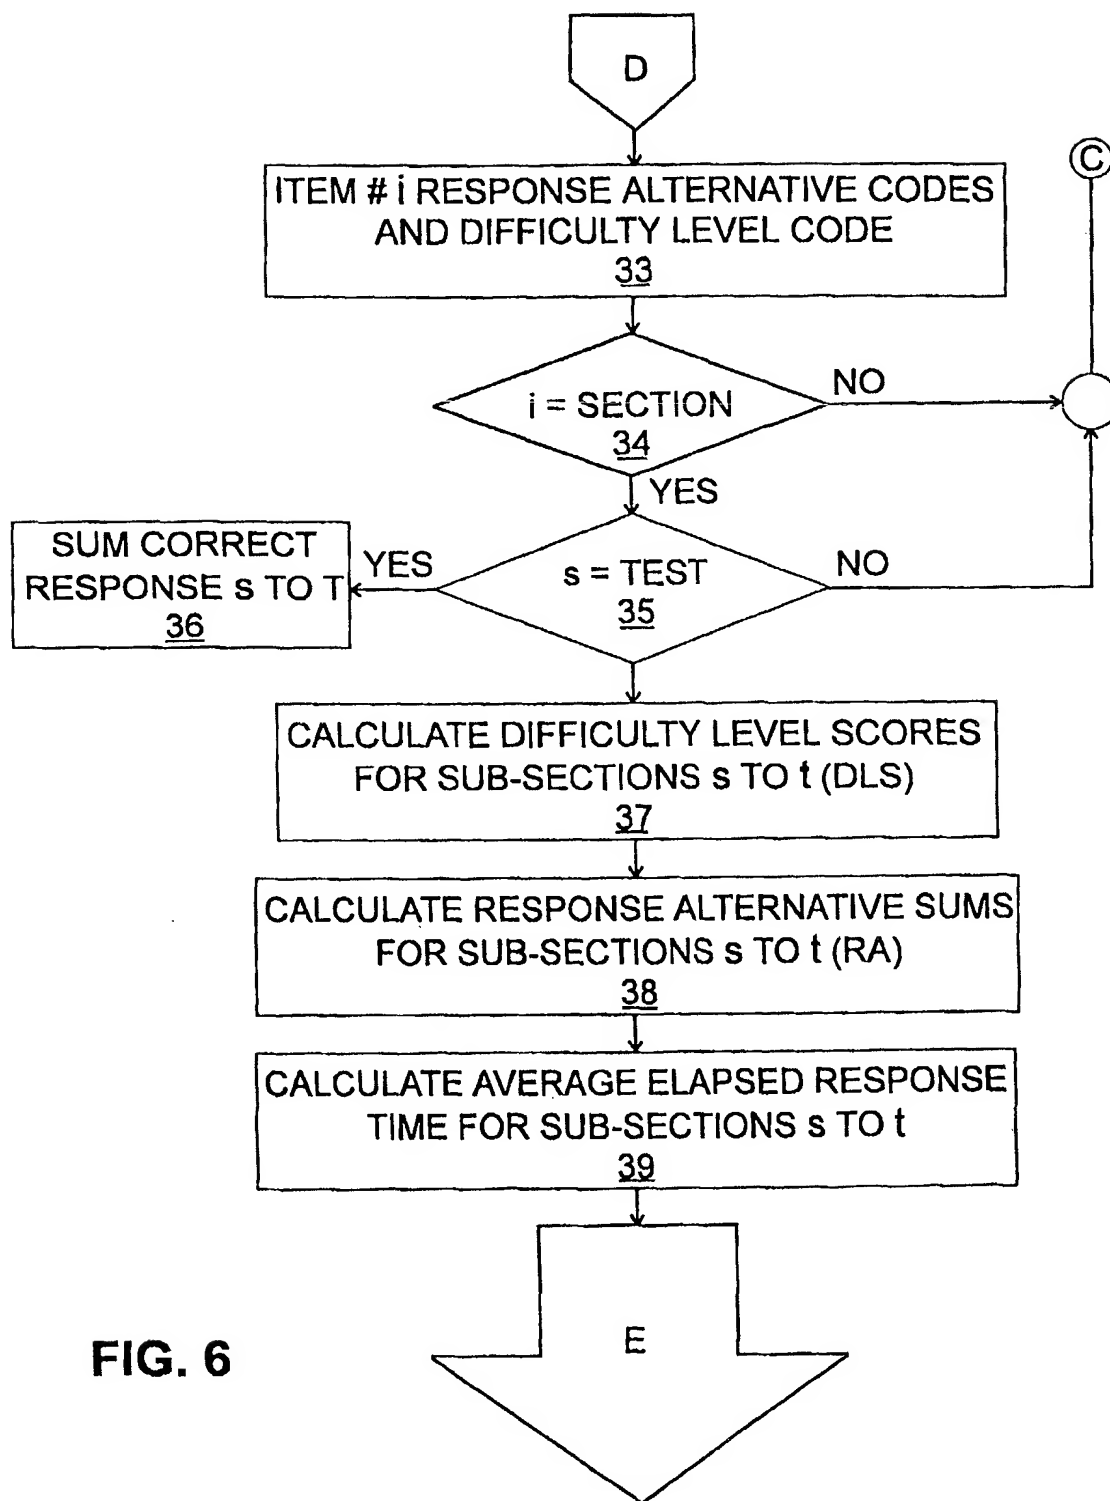 D
C
ITEM # i RESPONSE ALTERNATIVE CODES
AND DIFFICULTY LEVEL CODE
33
i = SECTION
34
NO
YES
SUM CORRECT
RESPONSE s TO T
36
YES
s = TEST
35
NO
CALCULATE DIFFICULTY LEVEL SCORES
FOR SUB-SECTIONS s TO t (DLS)
37
CALCULATE RESPONSE ALTERNATIVE SUMS
FOR SUB-SECTIONS s TO t (RA)
38
CALCULATE AVERAGE ELAPSED RESPONSE
TIME FOR SUB-SECTIONS s TO t
39
E
FIG. 6